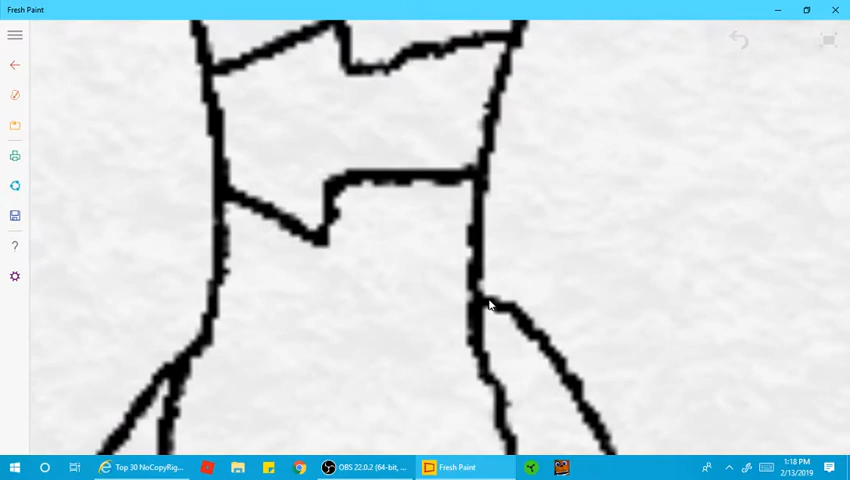 Fresh Paint
?
Top 30 NoCopyRig...
OBS 22.0.2 (64-bit, ...
Fresh Paint
1:18 PM
2/13/2019